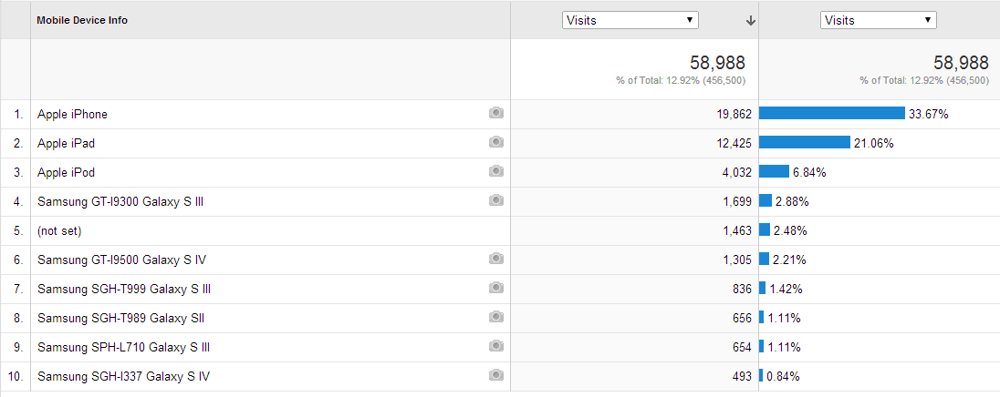 Mobile Device Info Visits Visits
58,988 58,988
% of Total: 12.92% (456,500) % of Total: 12.92% (456,500)
1. Apple iPhone 19,862 33.67%
2. Apple iPad 12,425 21.06%
3. Apple iPod 4,032 6.84%
4. Samsung GT-I9300 Galaxy S III 1,699 2.88%
5. (not set) 1,463 2.48%
6. Samsung GT-I9500 Galaxy S IV 1,305 2.21%
7. Samsung SGH-T999 Galaxy S III 836 1.42%
8. Samsung SGH-T989 Galaxy SII 656 1.11%
9. Samsung SPH-L710 Galaxy S III 654 1.11%
10. Samsung SGH-I337 Galaxy S IV 493 0.84%